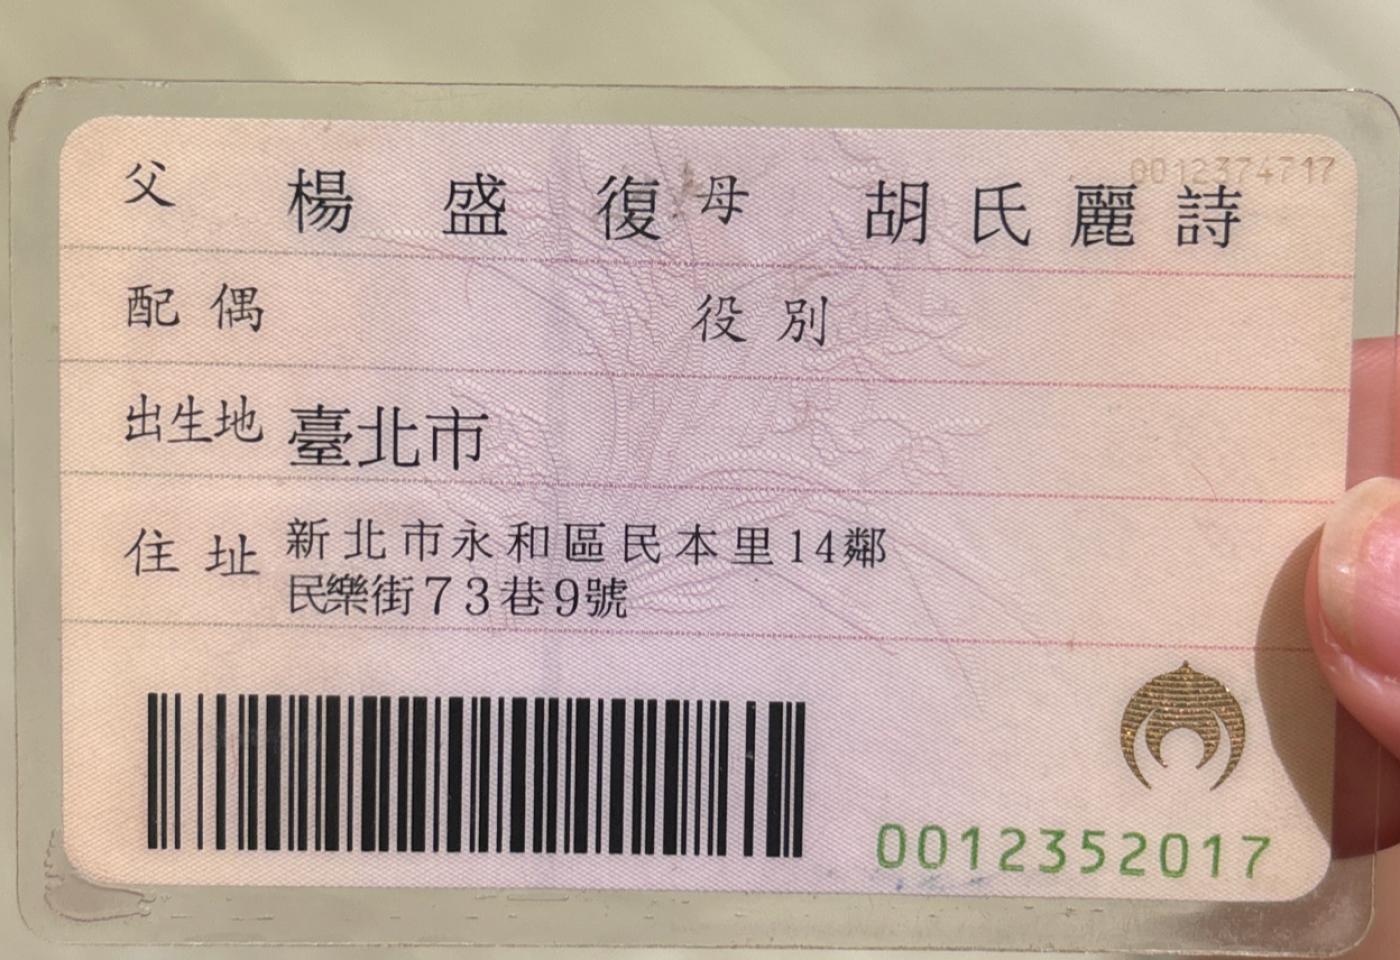 0012374717
父 楊盛復 母 胡氏麗詩
配偶 役別
出生地 臺北市
住址 新北市永和區民本里14鄰
民樂街73巷9號
0012352017